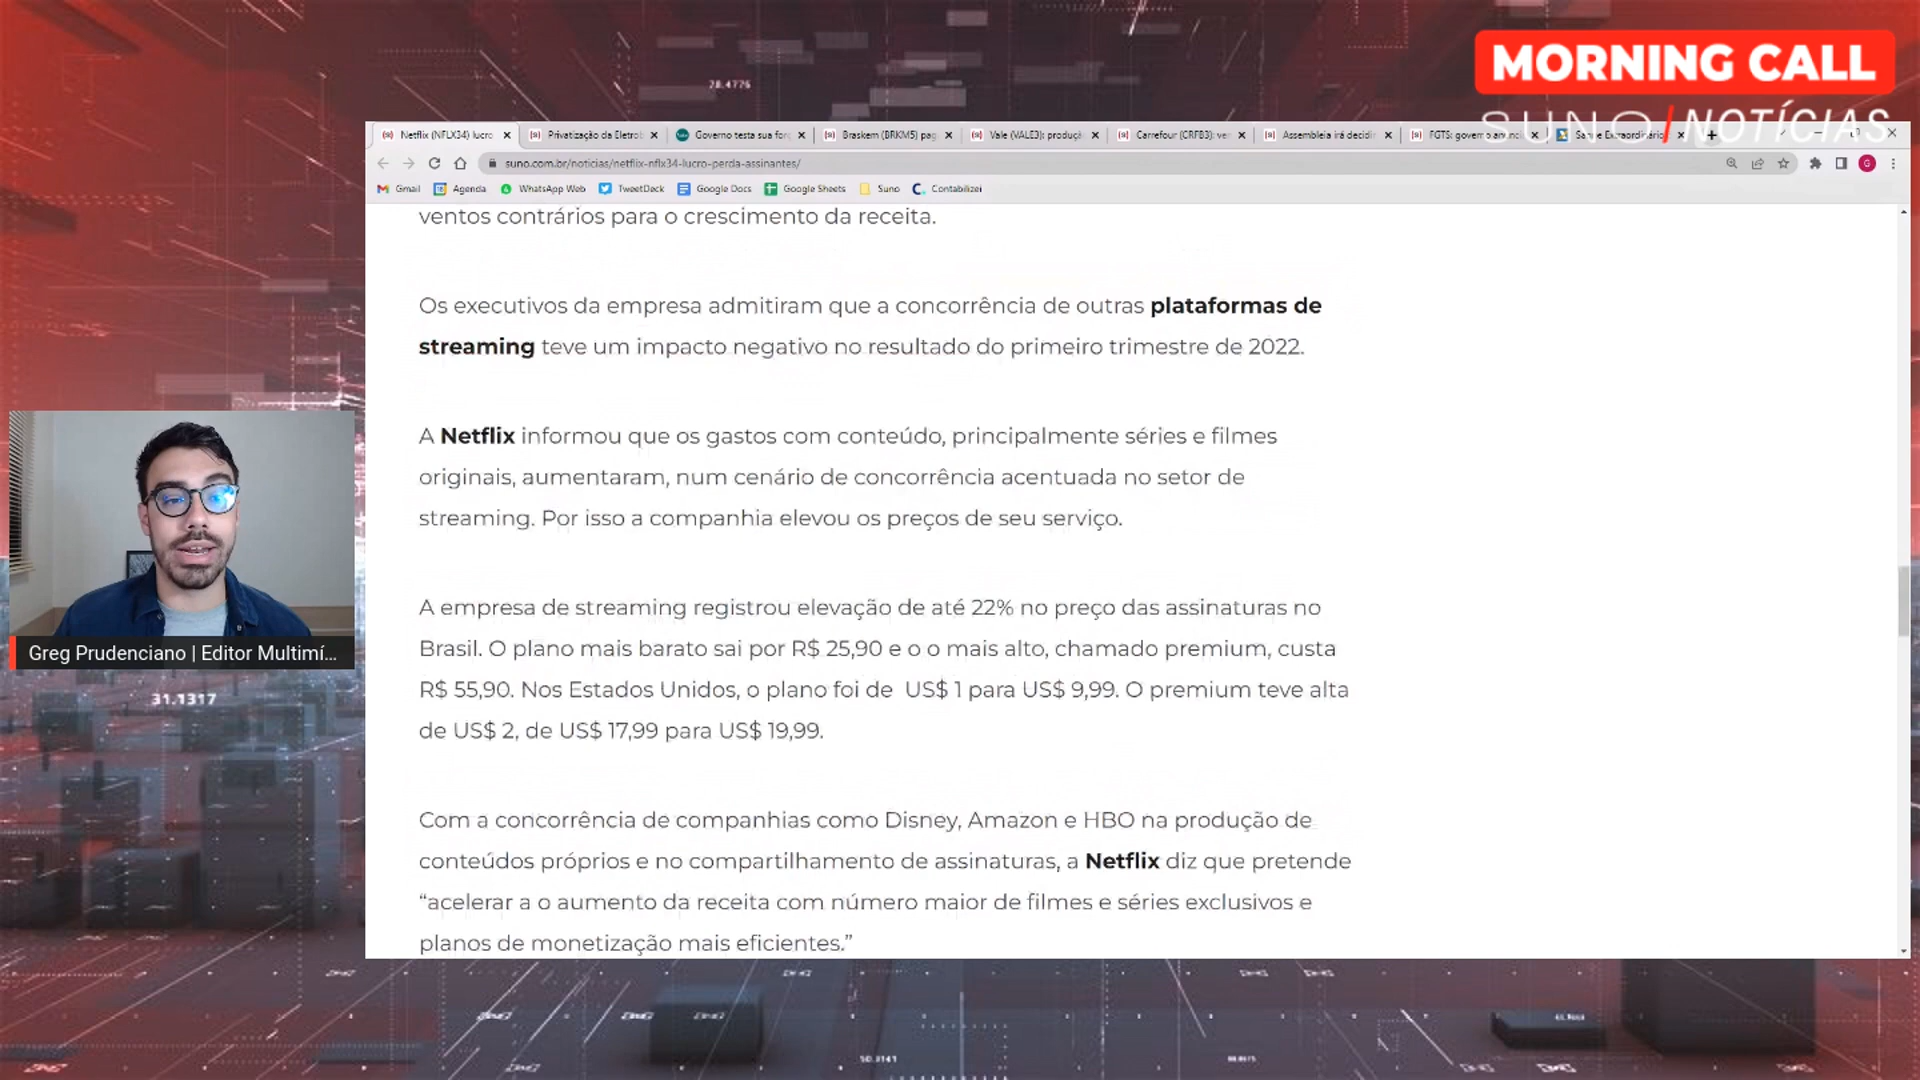 MORNING CALL
SUNO/NOTÍCIAS
28.4776
Netflix (NFLX34) lucro
Privatização da Eletrob
Governo testa sua for
Braskem (BRKM5) pag
Vale (VALE3): produçã
Carrefour (CRFB3): ver
Assembleia irá decidir
FGTS: governo anunci
Saque Extraordinário
suno.com.br/noticias/netflix-nflx34-lucro-perda-assinantes/
G
Gmail
Agenda
WhatsApp Web
TweetDeck
Google Docs
Google Sheets
Suno
Contabilizei
ventos contrários para o crescimento da receita.
Os executivos da empresa admitiram que a concorrência de outras plataformas de
streaming teve um impacto negativo no resultado do primeiro trimestre de 2022.
A Netflix informou que os gastos com conteúdo, principalmente séries e filmes
originais, aumentaram, num cenário de concorrência acentuada no setor de
streaming. Por isso a companhia elevou os preços de seu serviço.
A empresa de streaming registrou elevação de até 22% no preço das assinaturas no
Brasil. O plano mais barato sai por R$ 25,90 e o o mais alto, chamado premium, custa
R$ 55,90. Nos Estados Unidos, o plano foi de US$ 1 para US$ 9,99. O premium teve alta
de US$ 2, de US$ 17,99 para US$ 19,99.
Com a concorrência de companhias como Disney, Amazon e HBO na produção de
conteúdos próprios e no compartilhamento de assinaturas, a Netflix diz que pretende
“acelerar a o aumento da receita com número maior de filmes e séries exclusivos e
planos de monetização mais eficientes.”
Greg Prudenciano | Editor Multimí...
31.1317
50.3141